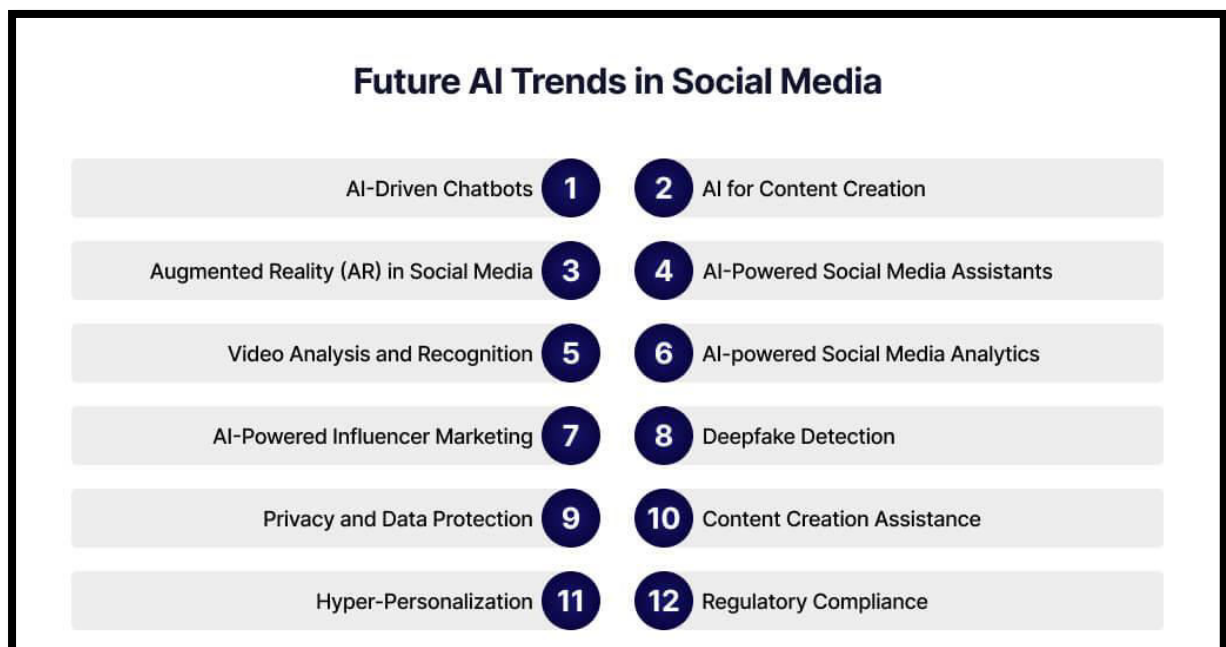 Future AI Trends in Social Media
AI-Driven Chatbots 1
2 AI for Content Creation
Augmented Reality (AR) in Social Media 3
4 AI-Powered Social Media Assistants
Video Analysis and Recognition 5
6 AI-powered Social Media Analytics
AI-Powered Influencer Marketing 7
8 Deepfake Detection
Privacy and Data Protection 9
10 Content Creation Assistance
Hyper-Personalization 11
12 Regulatory Compliance